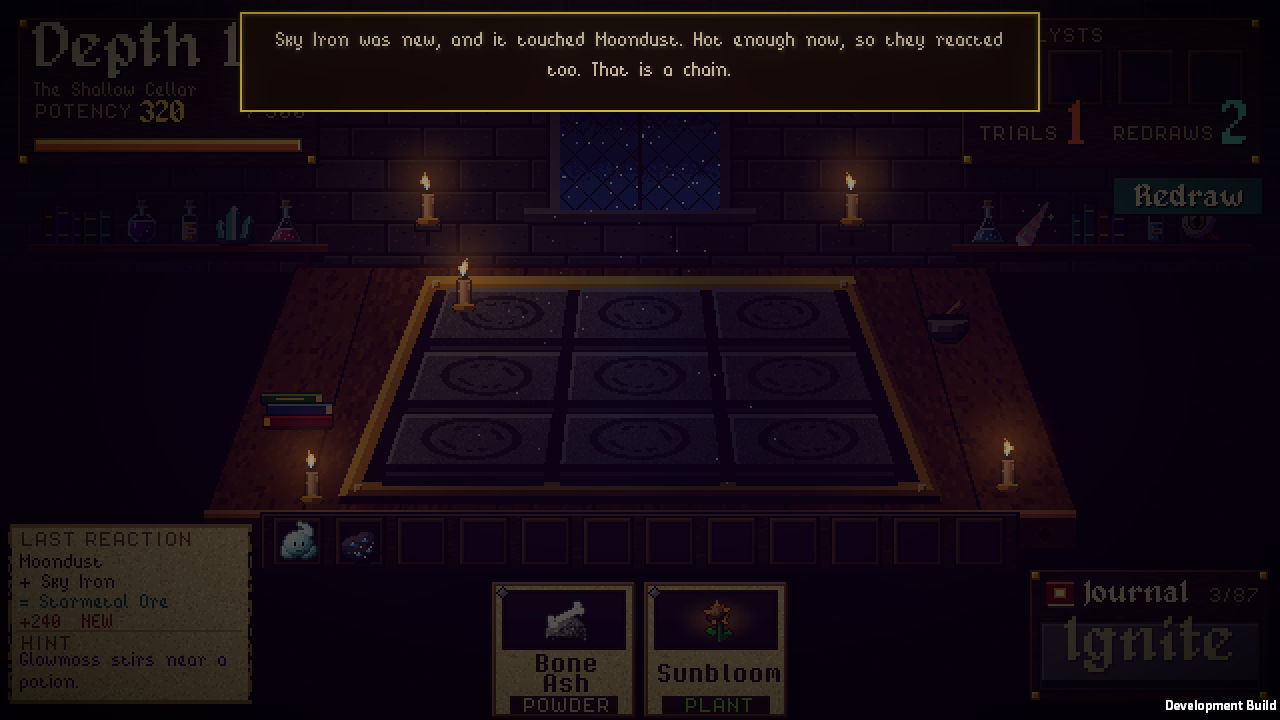 Sky Iron was new, and it touched Moondust. Hot enough now, so they reacted
too. That is a chain.
Depth 1
The Shallow Cellar
POTENCY 320
LYSTS
TRIALS 1 REDRAWS 2
Redraw
LAST REACTION
Moondust
+ Sky Iron
= Starmetal Ore
+240 NEW
HINT
Glowmoss stirs near a
potion.
Bone
Ash
POWDER
Sunbloom
PLANT
Journal 3/87
Ignite
Development Build